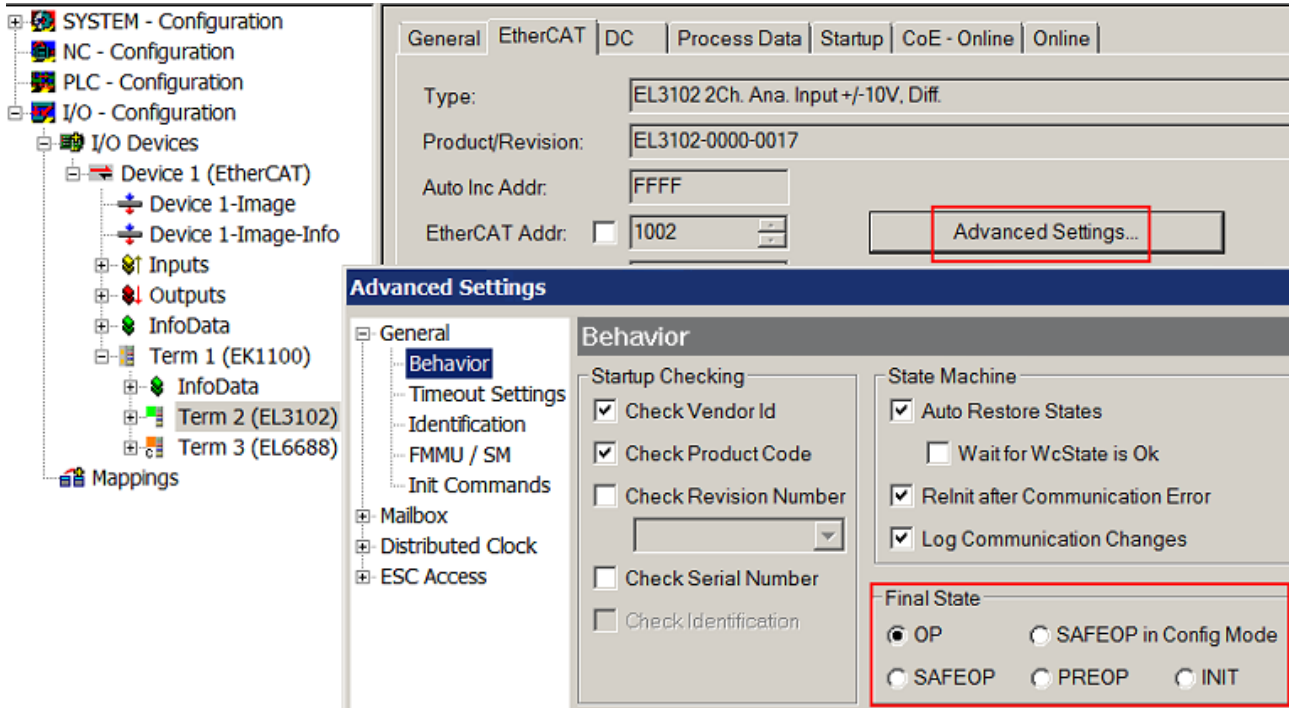 SYSTEM - Configuration
NC - Configuration
PLC - Configuration
I/O - Configuration
I/O Devices
Device 1 (EtherCAT)
Device 1-Image
Device 1-Image-Info
Inputs
Outputs
InfoData
Term 1 (EK1100)
InfoData
Term 2 (EL3102)
Term 3 (EL6688)
Mappings
General EtherCAT DC Process Data Startup CoE - Online Online
Type: EL3102 2Ch. Ana. Input +/-10V, Diff.
Product/Revision: EL3102-0000-0017
Auto Inc Addr: FFFF
EtherCAT Addr: 1002 Advanced Settings...
Advanced Settings
General
Behavior
Timeout Settings
Identification
FMMU / SM
Init Commands
Mailbox
Distributed Clock
ESC Access
Behavior
Startup Checking
Check Vendor Id
Check Product Code
Check Revision Number
Check Serial Number
Check Identification
State Machine
Auto Restore States
Wait for WcState is Ok
ReInit after Communication Error
Log Communication Changes
Final State
OP SAFEOP in Config Mode
SAFEOP PREOP INIT